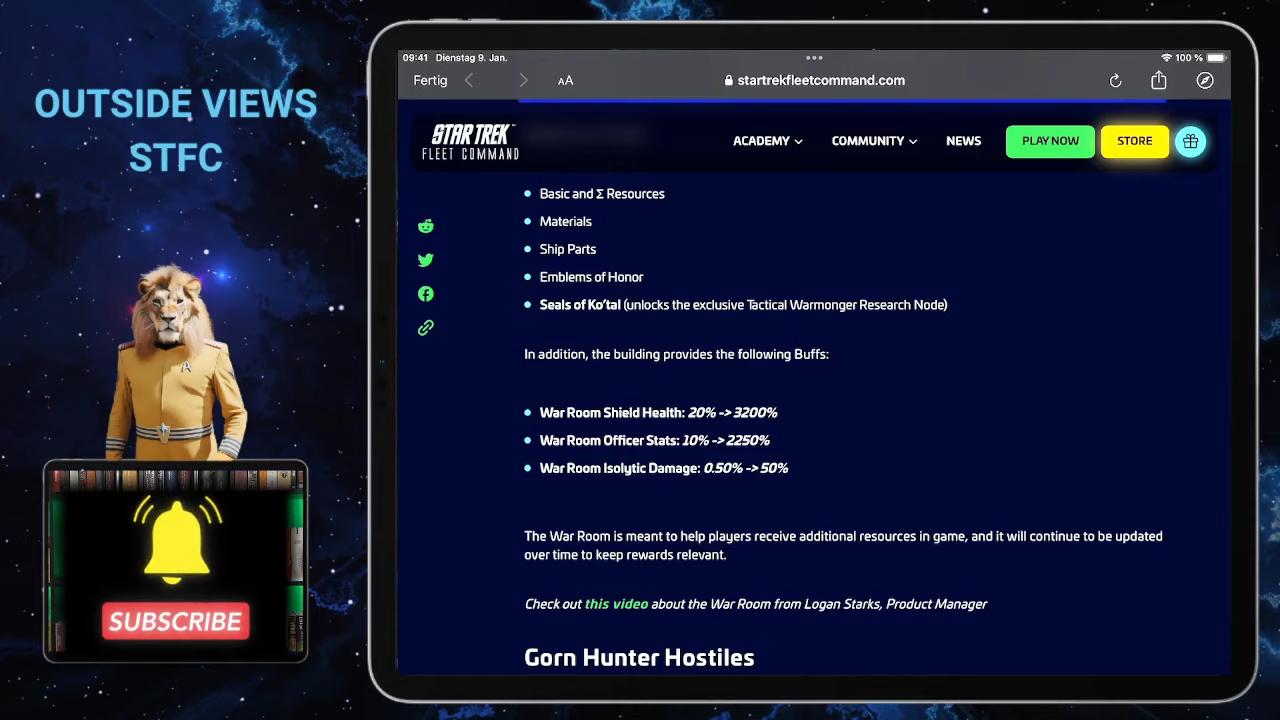 OUTSIDE VIEWS
STFC
SUBSCRIBE
09:41 Dienstag 9. Jan.
100 %
Fertig
AA
startrekfleetcommand.com
STAR TREK
FLEET COMMAND
ACADEMY
COMMUNITY
NEWS
PLAY NOW
STORE
Basic and Σ Resources
Materials
Ship Parts
Emblems of Honor
Seals of Ko'tal (unlocks the exclusive Tactical Warmonger Research Node)
In addition, the building provides the following Buffs:
War Room Shield Health: 20% -> 3200%
War Room Officer Stats: 10% -> 2250%
War Room Isolytic Damage: 0.50% -> 50%
The War Room is meant to help players receive additional resources in game, and it will continue to be updated
over time to keep rewards relevant.
Check out this video about the War Room from Logan Starks, Product Manager
Gorn Hunter Hostiles